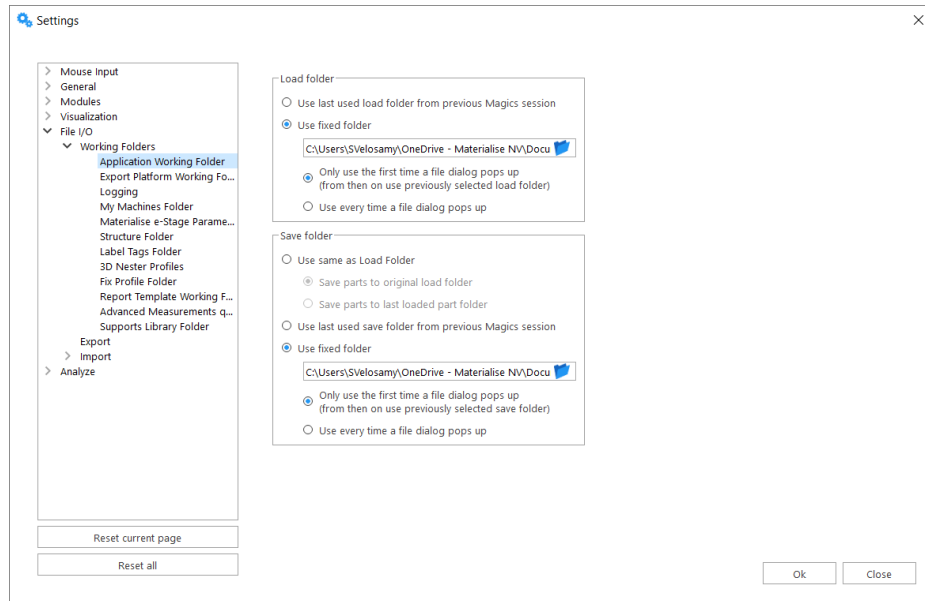 Settings
Mouse Input
General
Modules
Visualization
File I/O
Working Folders
Application Working Folder
Export Platform Working Fo...
Logging
My Machines Folder
Materialise e-Stage Parame...
Structure Folder
Label Tags Folder
3D Nester Profiles
Fix Profile Folder
Report Template Working F...
Advanced Measurements q...
Supports Library Folder
Export
Import
Analyze
Reset current page
Reset all
Load folder
Use last used load folder from previous Magics session
Use fixed folder
C:\Users\SVelosamy\OneDrive - Materialise NV\Docu
Only use the first time a file dialog pops up
(from then on use previously selected load folder)
Use every time a file dialog pops up
Save folder
Use same as Load Folder
Save parts to original load folder
Save parts to last loaded part folder
Use last used save folder from previous Magics session
Use fixed folder
C:\Users\SVelosamy\OneDrive - Materialise NV\Docu
Only use the first time a file dialog pops up
(from then on use previously selected save folder)
Use every time a file dialog pops up
Ok
Close